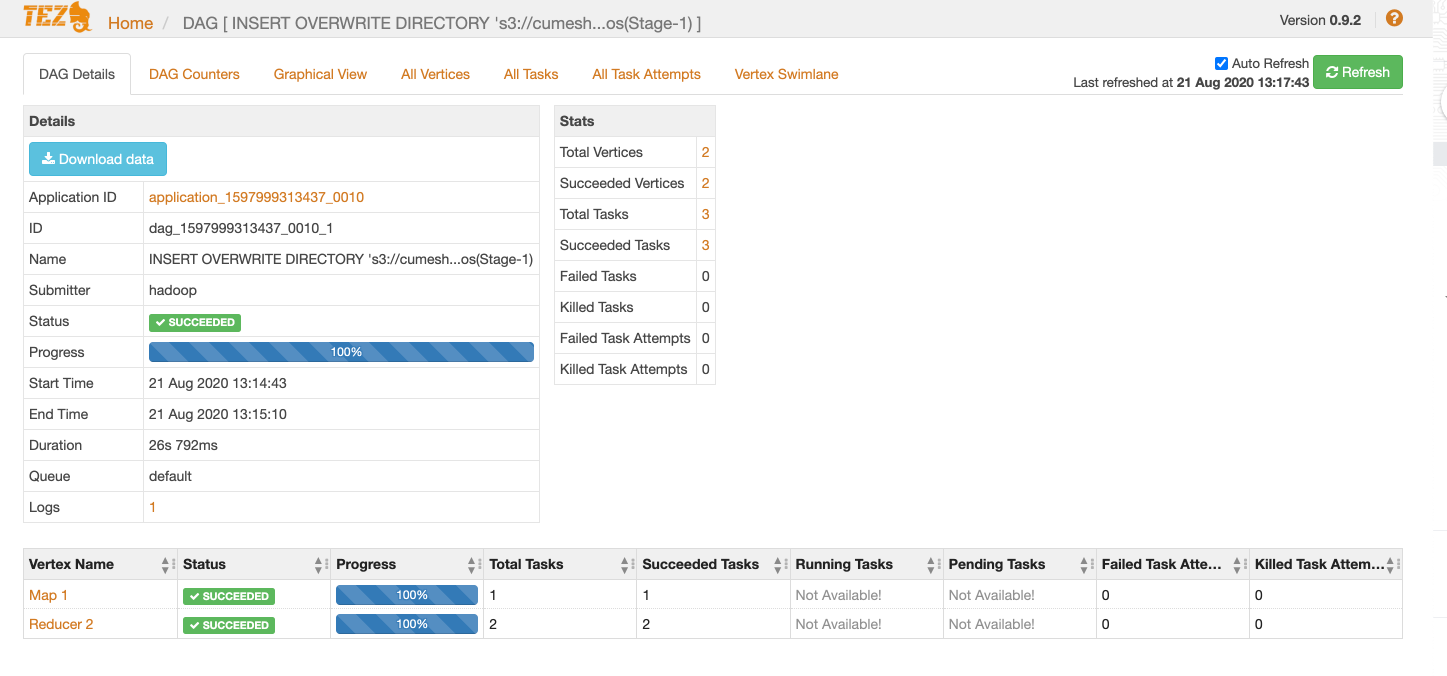 TEZ Home / DAG [ INSERT OVERWRITE DIRECTORY 's3://cumesh...os(Stage-1) ] Version 0.9.2 ?
DAG Details DAG Counters Graphical View All Vertices All Tasks All Task Attempts Vertex Swimlane
Auto Refresh
Last refreshed at 21 Aug 2020 13:17:43
Refresh
Details
Download data
Application ID application_1597999313437_0010
ID dag_1597999313437_0010_1
Name INSERT OVERWRITE DIRECTORY 's3://cumesh...os(Stage-1)
Submitter hadoop
Status SUCCEEDED
Progress 100%
Start Time 21 Aug 2020 13:14:43
End Time 21 Aug 2020 13:15:10
Duration 26s 792ms
Queue default
Logs 1
Stats
Total Vertices 2
Succeeded Vertices 2
Total Tasks 3
Succeeded Tasks 3
Failed Tasks 0
Killed Tasks 0
Failed Task Attempts 0
Killed Task Attempts 0
Vertex Name Status Progress Total Tasks Succeeded Tasks Running Tasks Pending Tasks Failed Task Atte... Killed Task Attem...
Map 1 SUCCEEDED 100% 1 1 Not Available! Not Available! 0 0
Reducer 2 SUCCEEDED 100% 2 2 Not Available! Not Available! 0 0